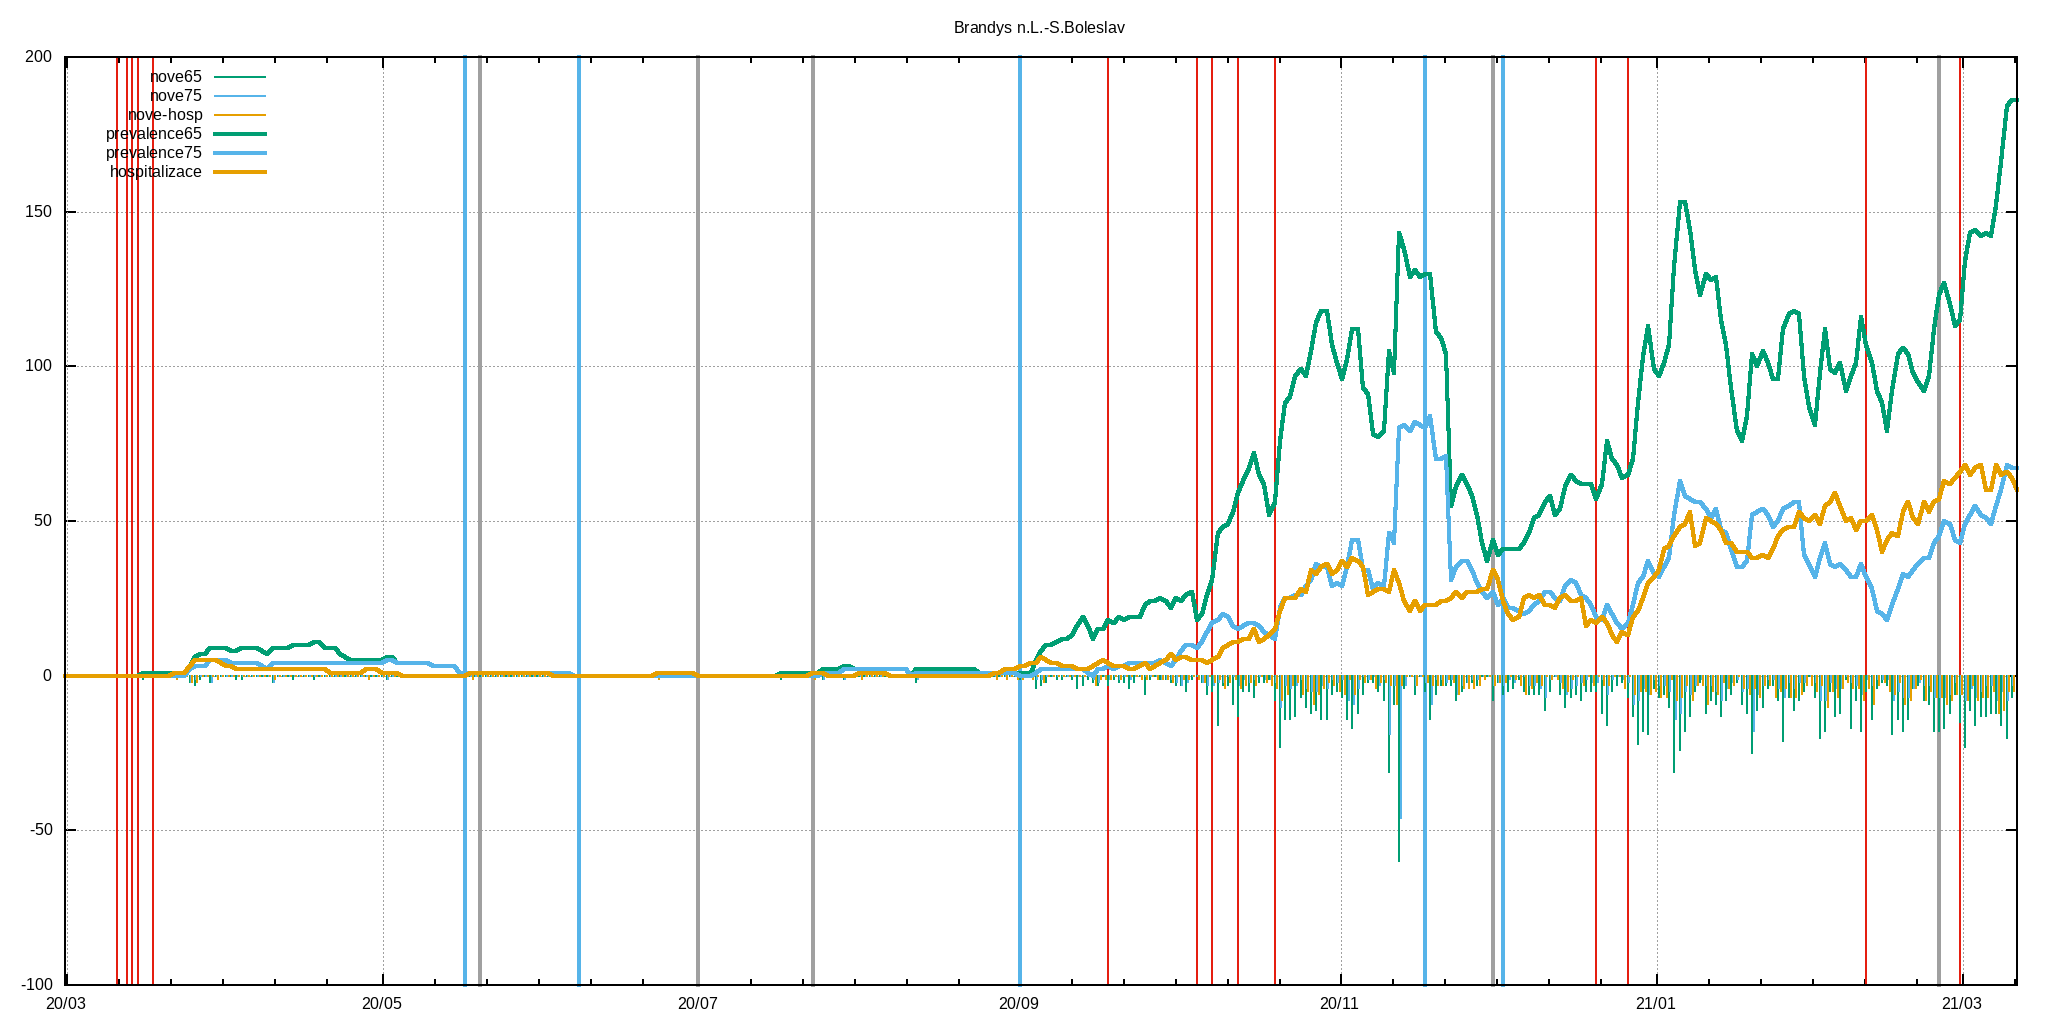 Brandys n.L.-S.Boleslav
200
150
100
50
0
-50
-100
nove65
nove75
nove-hosp
prevalence65
prevalence75
hospitalizace
20/03 20/05 20/07 20/09 20/11 21/01 21/03